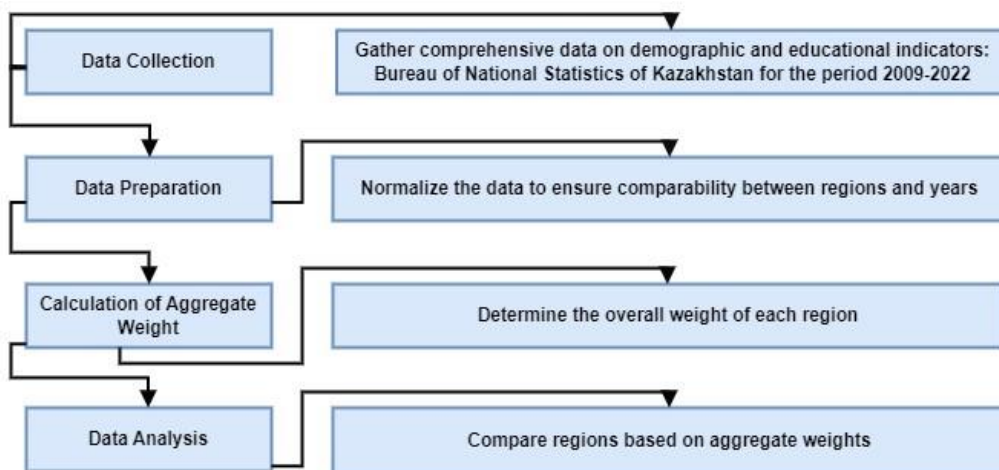 Data Collection
Gather comprehensive data on demographic and educational indicators:
Bureau of National Statistics of Kazakhstan for the period 2009-2022
Data Preparation
Normalize the data to ensure comparability between regions and years
Calculation of Aggregate
Weight
Determine the overall weight of each region
Data Analysis
Compare regions based on aggregate weights